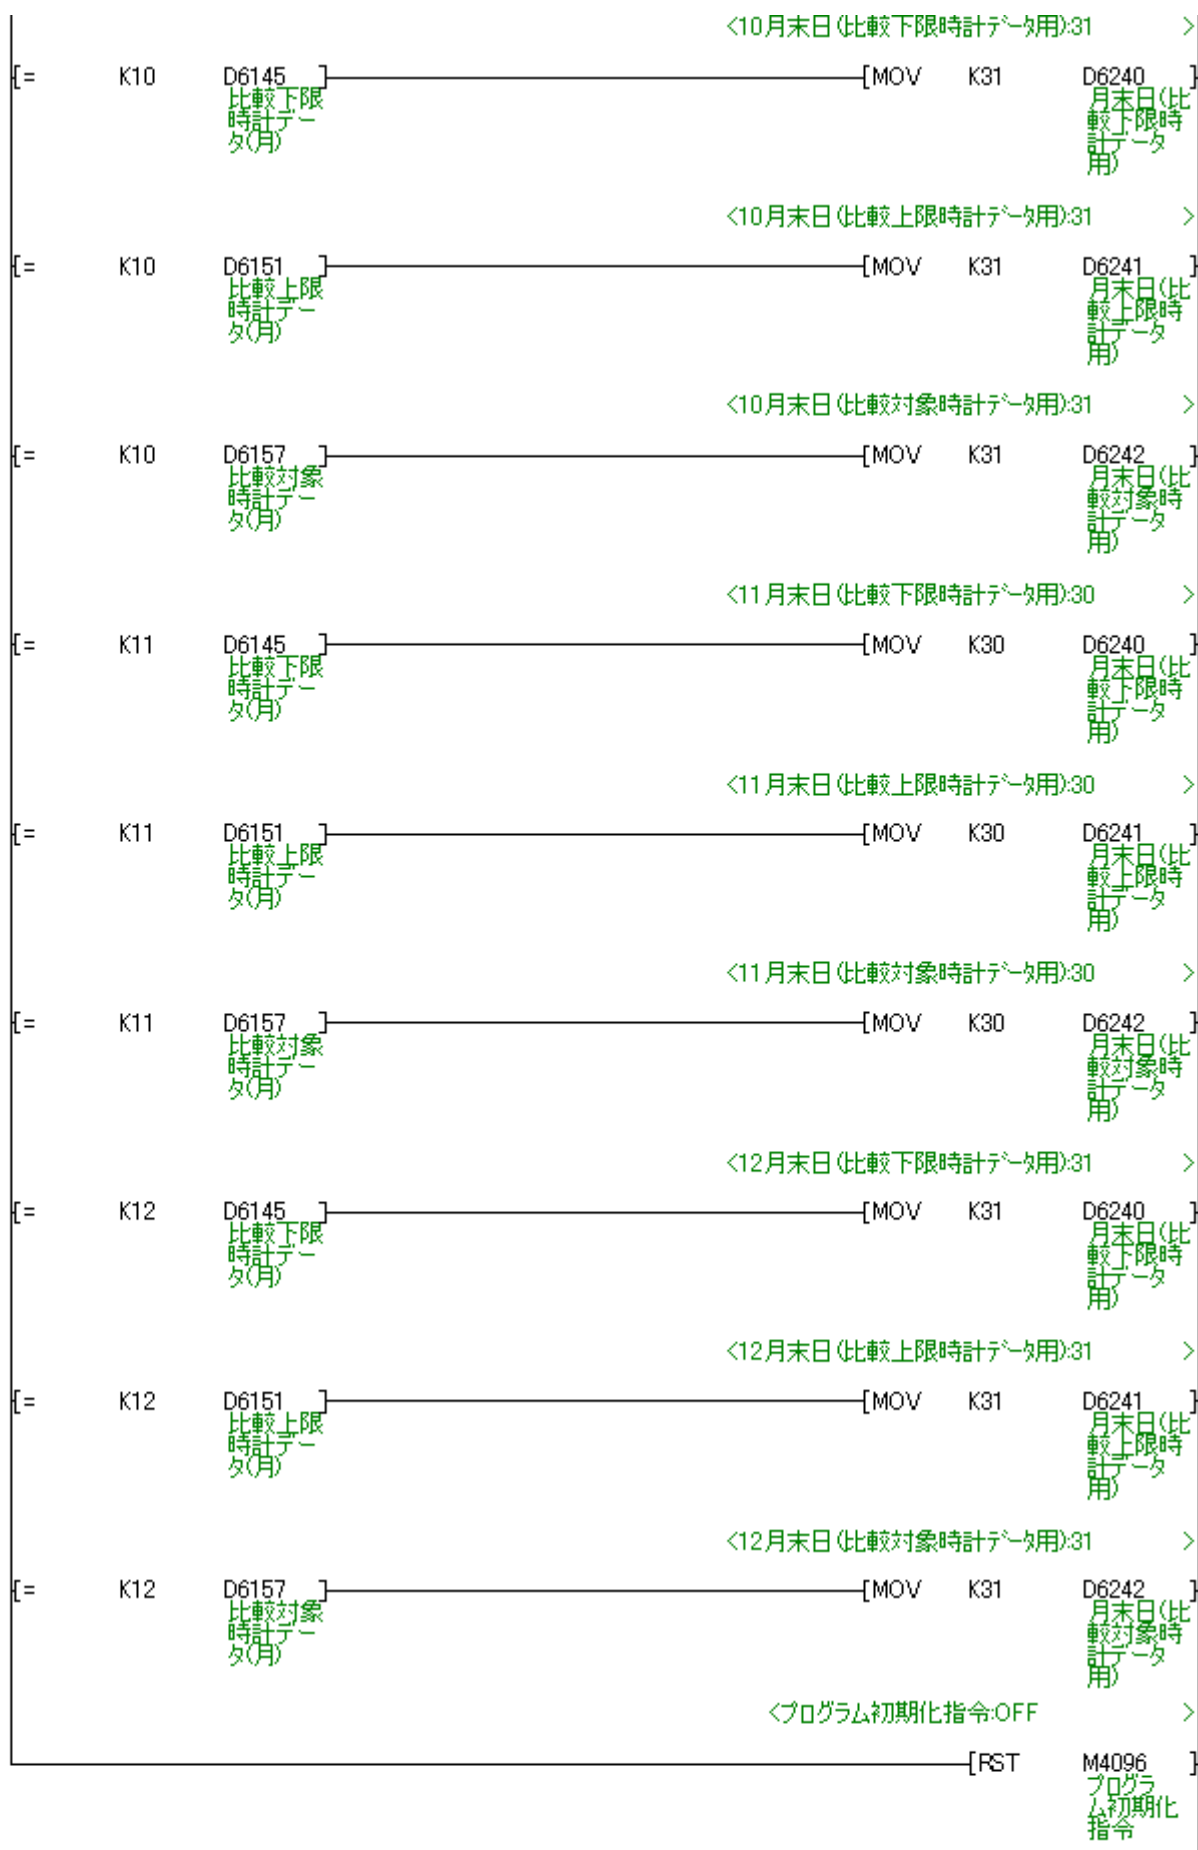 <10月末日(比較下限時計ﾃﾞｰﾀ用):31 >
[= K10 D6145 ] [MOV K31 D6240 ]
比較下限 月末日(比
時計デー 較下限時
タ(月) 計データ
用)
<10月末日(比較上限時計ﾃﾞｰﾀ用):31 >
[= K10 D6151 ] [MOV K31 D6241 ]
比較上限 月末日(比
時計デー 較上限時
タ(月) 計データ
用)
<10月末日(比較対象時計ﾃﾞｰﾀ用):31 >
[= K10 D6157 ] [MOV K31 D6242 ]
比較対象 月末日(比
時計デー 較対象時
タ(月) 計データ
用)
<11月末日(比較下限時計ﾃﾞｰﾀ用):30 >
[= K11 D6145 ] [MOV K30 D6240 ]
比較下限 月末日(比
時計デー 較下限時
タ(月) 計データ
用)
<11月末日(比較上限時計ﾃﾞｰﾀ用):30 >
[= K11 D6151 ] [MOV K30 D6241 ]
比較上限 月末日(比
時計デー 較上限時
タ(月) 計データ
用)
<11月末日(比較対象時計ﾃﾞｰﾀ用):30 >
[= K11 D6157 ] [MOV K30 D6242 ]
比較対象 月末日(比
時計デー 較対象時
タ(月) 計データ
用)
<12月末日(比較下限時計ﾃﾞｰﾀ用):31 >
[= K12 D6145 ] [MOV K31 D6240 ]
比較下限 月末日(比
時計デー 較下限時
タ(月) 計データ
用)
<12月末日(比較上限時計ﾃﾞｰﾀ用):31 >
[= K12 D6151 ] [MOV K31 D6241 ]
比較上限 月末日(比
時計デー 較上限時
タ(月) 計データ
用)
<12月末日(比較対象時計ﾃﾞｰﾀ用):31 >
[= K12 D6157 ] [MOV K31 D6242 ]
比較対象 月末日(比
時計デー 較対象時
タ(月) 計データ
用)
<プログラム初期化指令:OFF >
[RST M4096 ]
プログラ
ム初期化
指令